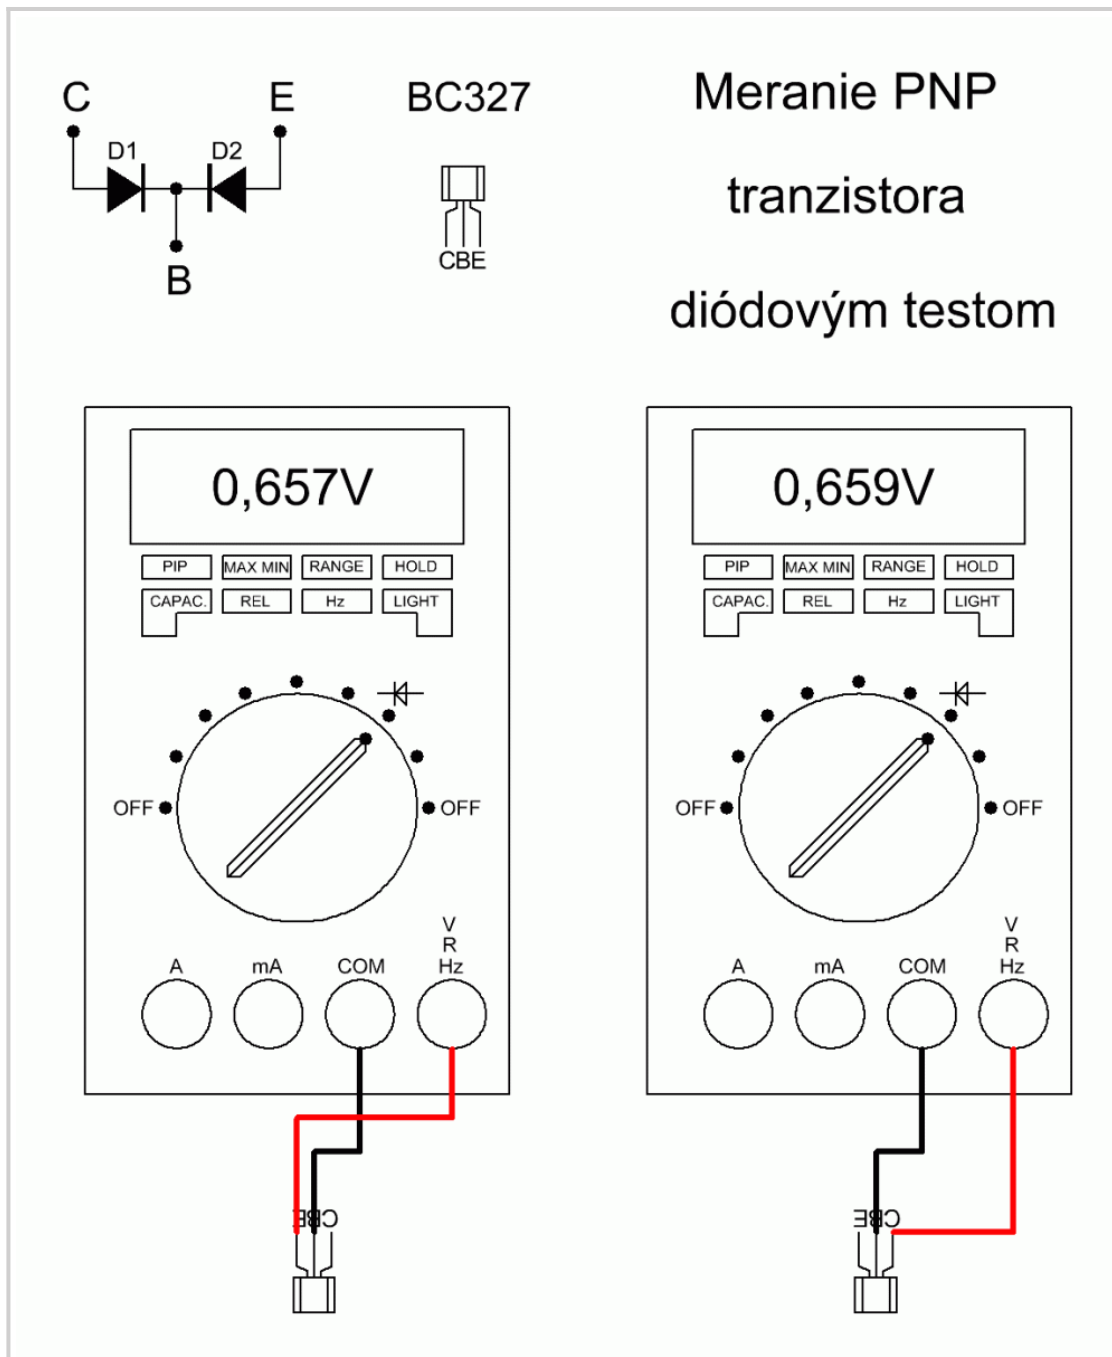 C
E
D1
D2
B
BC327
CBE
Meranie PNP
tranzistora
diódovým testom
0,657V
PIP MAX MIN RANGE HOLD
CAPAC. REL Hz LIGHT
OFF
OFF
V
R
A mA COM Hz
CBE
0,659V
PIP MAX MIN RANGE HOLD
CAPAC. REL Hz LIGHT
OFF
OFF
V
R
A mA COM Hz
CBE